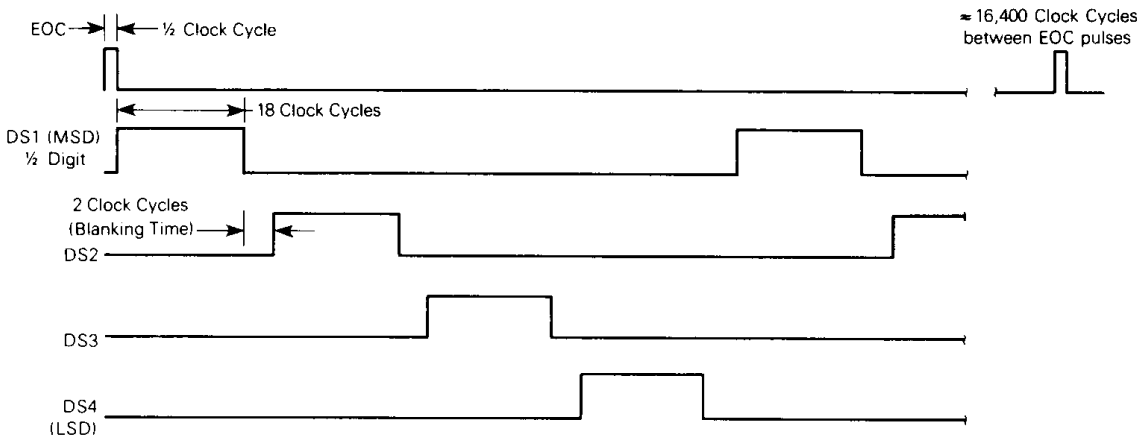 EOC
½ Clock Cycle
≈ 16,400 Clock Cycles
between EOC pulses
18 Clock Cycles
DS1 (MSD)
½ Digit
2 Clock Cycles
(Blanking Time)
DS2
DS3
DS4
(LSD)